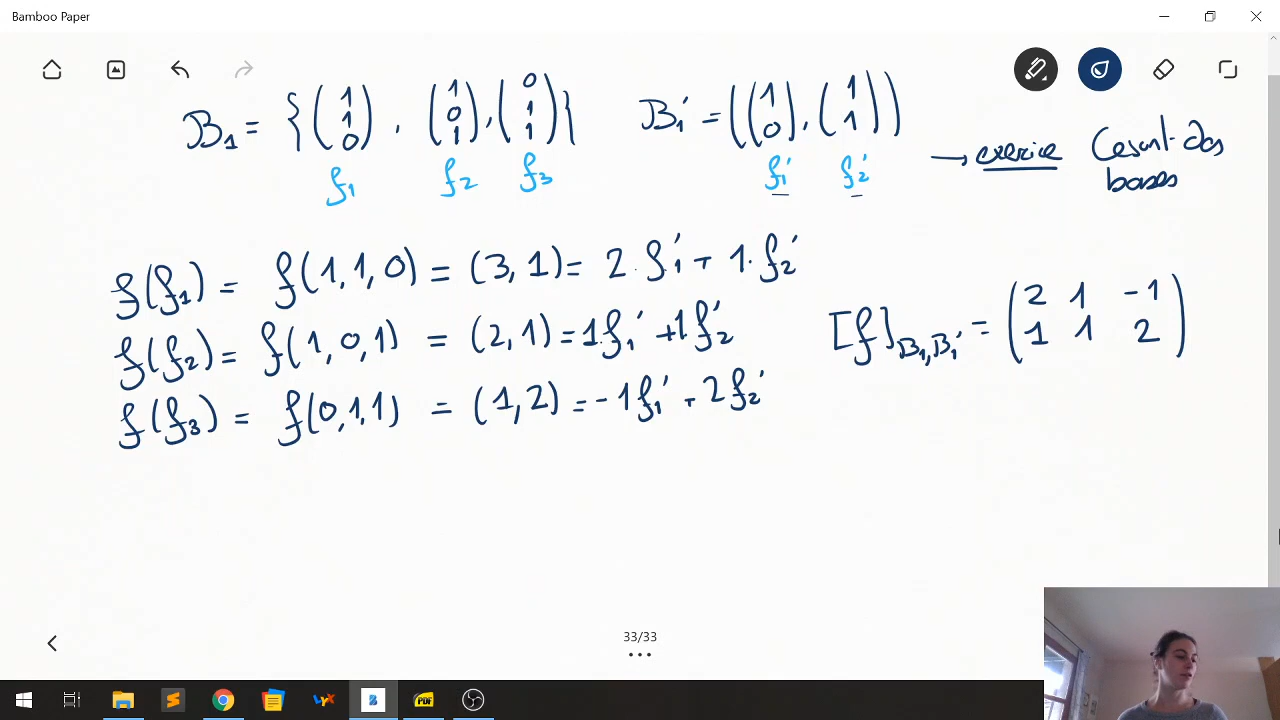 Bamboo Paper
B₁ = {(1 1 0), (1 0 1), (0 1 1)} B₁' = ((1 0), (1 1))
f₁ f₂ f₃ f₁' f₂'
→ exercice Ce sont des
bases
f(f₁) = f(1,1,0) = (3,1) = 2·f₁' + 1·f₂'
f(f₂) = f(1,0,1) = (2,1) = 1·f₁' + 1f₂'
f(f₃) = f(0,1,1) = (1,2) = -1f₁' + 2f₂'
[f]B₁,B₁' = (2 1 -1
1 1 2)
33/33